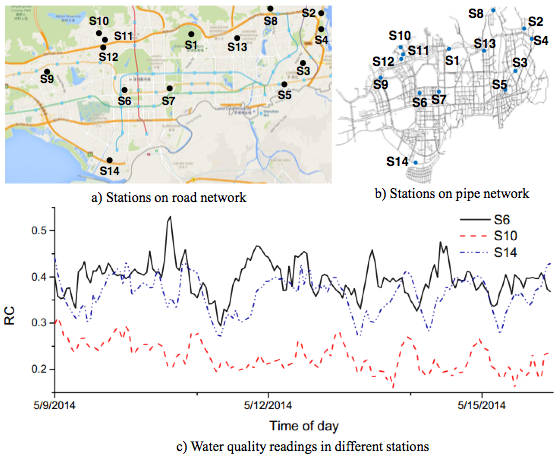 S10
S11
S12
S1
S8
S13
S2
S4
S3
S5
S9
S6
S7
S14
a) Stations on road network
S8
S2
S10
S11
S13
S4
S12
S1
S3
S9
S6
S7
S5
S14
b) Stations on pipe network
S6
S10
S14
0.5
0.4
0.3
0.2
RC
5/9/2014
5/12/2014
5/15/2014
Time of day
c) Water quality readings in different stations